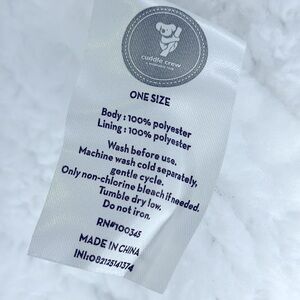 cuddle crew
ONE SIZE
Body : 100% polyester
Lining : 100% polyester
Wash before use.
Machine wash cold separately,
gentle cycle.
Only non-chlorine bleach if needed.
Tumble dry low.
Do not iron.
RN#100345
MADE IN CHINA